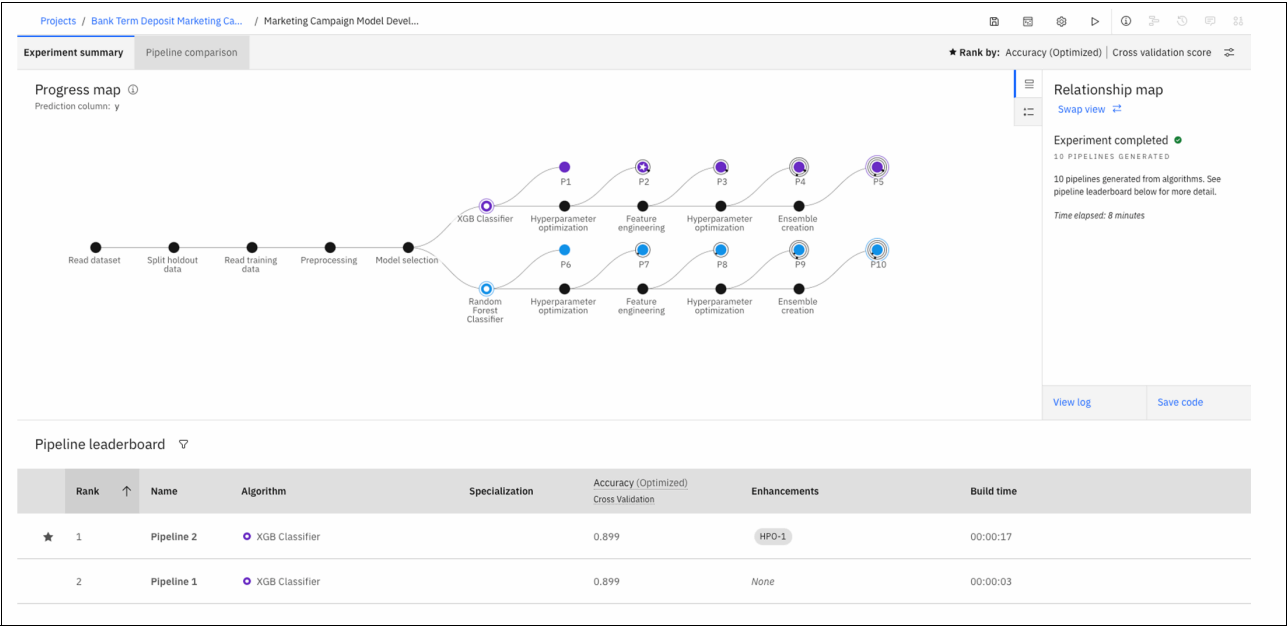 Projects / Bank Term Deposit Marketing Ca... / Marketing Campaign Model Devel...
Experiment summary
Pipeline comparison
★ Rank by: Accuracy (Optimized) | Cross validation score
Progress map
Prediction column: y
P1
P2
P3
P4
P5
XGB Classifier
Hyperparameter
optimization
Feature
engineering
Hyperparameter
optimization
Ensemble
creation
Read dataset
Split holdout
data
Read training
data
Preprocessing
Model selection
P6
P7
P8
P9
P10
Random
Forest
Classifier
Hyperparameter
optimization
Feature
engineering
Hyperparameter
optimization
Ensemble
creation
Relationship map
Swap view
Experiment completed
10 PIPELINES GENERATED
10 pipelines generated from algorithms. See
pipeline leaderboard below for more detail.
Time elapsed: 8 minutes
View log
Save code
Pipeline leaderboard
Rank Name Algorithm Specialization Accuracy (Optimized) Enhancements Build time
Cross Validation
★ 1 Pipeline 2 XGB Classifier 0.899 HPO-1 00:00:17
2 Pipeline 1 XGB Classifier 0.899 None 00:00:03